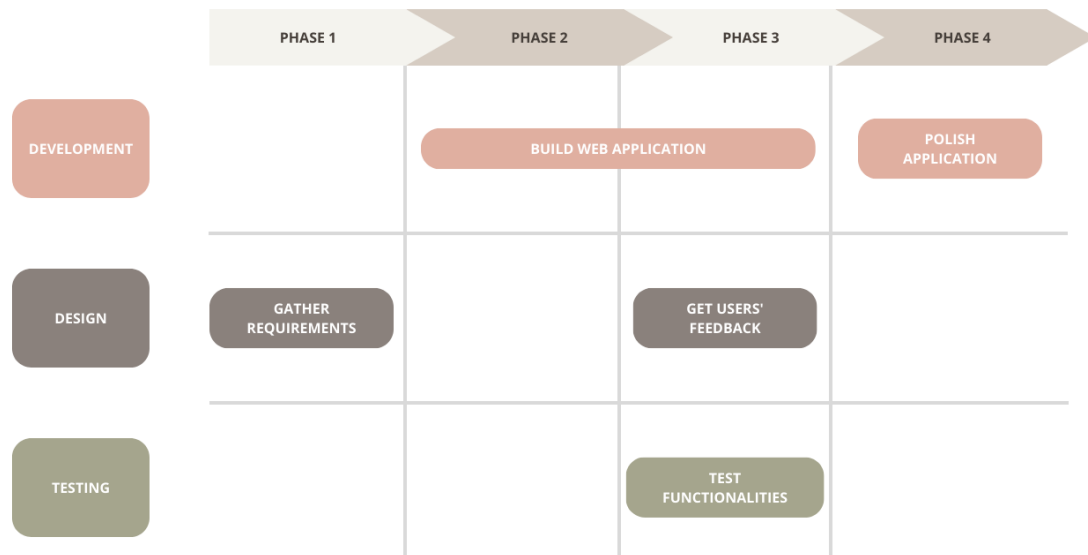 PHASE 1
PHASE 2
PHASE 3
PHASE 4
DEVELOPMENT
BUILD WEB APPLICATION
POLISH
APPLICATION
DESIGN
GATHER
REQUIREMENTS
GET USERS'
FEEDBACK
TESTING
TEST
FUNCTIONALITIES